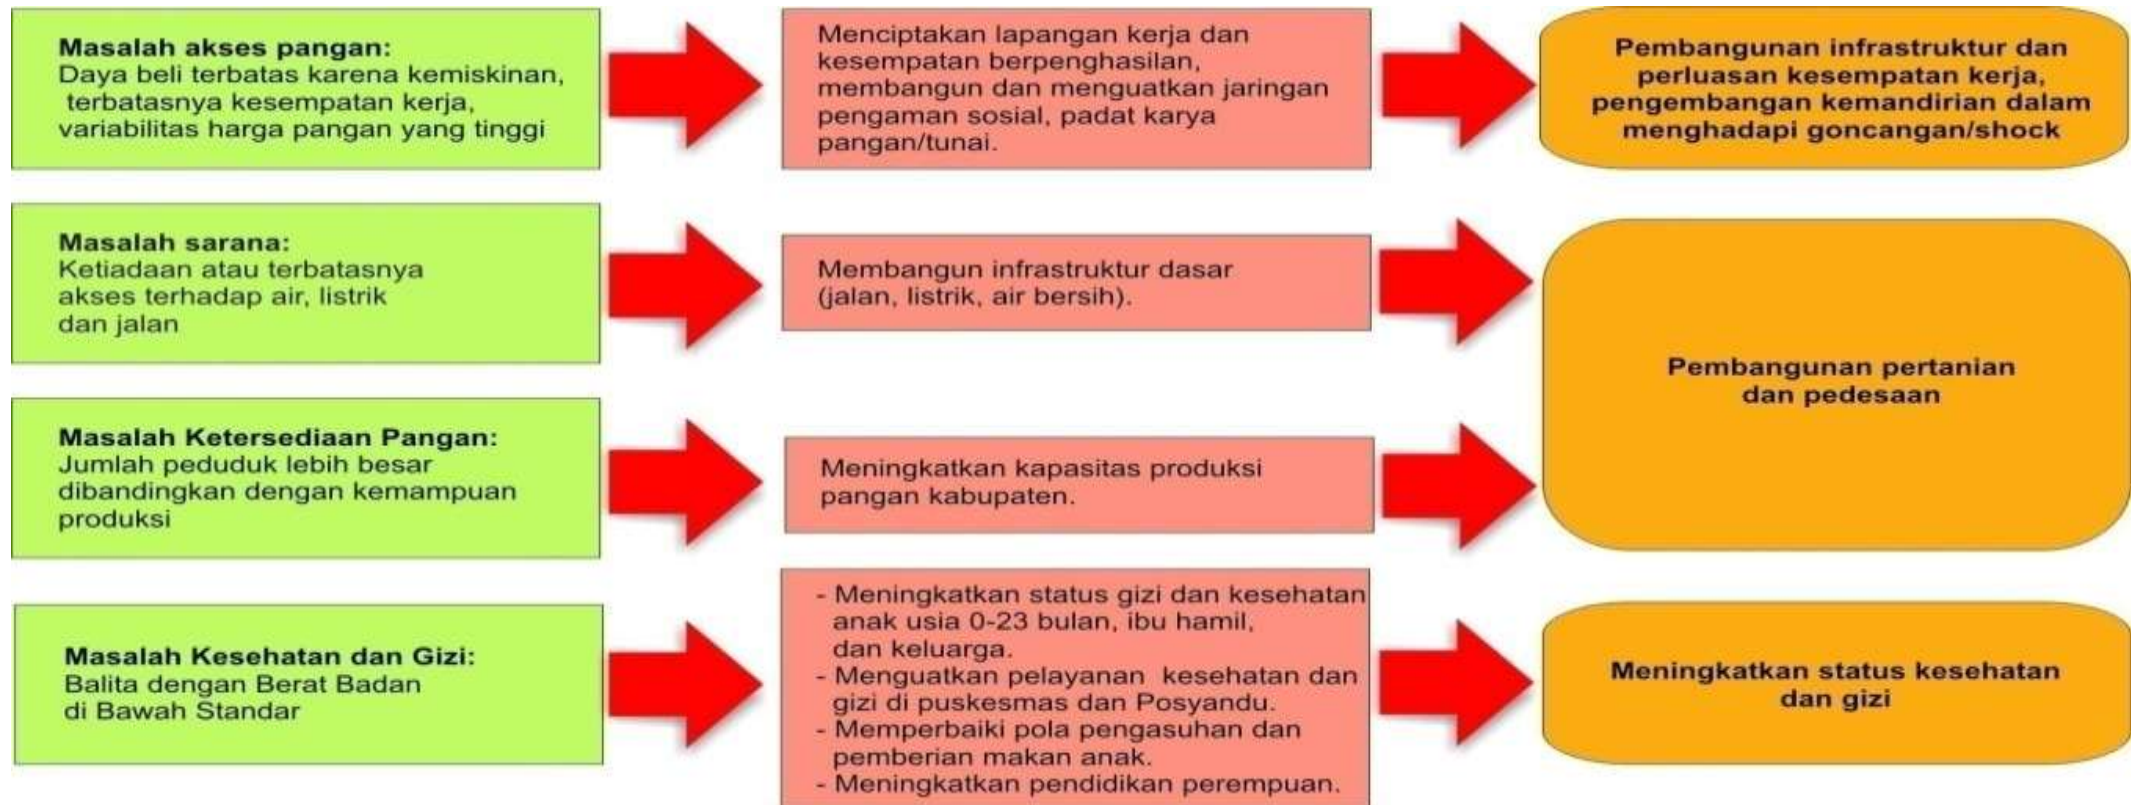 Masalah akses pangan:
Daya beli terbatas karena kemiskinan,
terbatasnya kesempatan kerja,
variabilitas harga pangan yang tinggi
Menciptakan lapangan kerja dan
kesempatan berpenghasilan,
membangun dan menguatkan jaringan
pengaman sosial, padat karya
pangan/tunai.
Pembangunan infrastruktur dan
perluasan kesempatan kerja,
pengembangan kemandirian dalam
menghadapi goncangan/shock
Masalah sarana:
Ketiadaan atau terbatasnya
akses terhadap air, listrik
dan jalan
Membangun infrastruktur dasar
(jalan, listrik, air bersih).
Pembangunan pertanian
dan pedesaan
Masalah Ketersediaan Pangan:
Jumlah peduduk lebih besar
dibandingkan dengan kemampuan
produksi
Meningkatkan kapasitas produksi
pangan kabupaten.
Masalah Kesehatan dan Gizi:
Balita dengan Berat Badan
di Bawah Standar
- Meningkatkan status gizi dan kesehatan
anak usia 0-23 bulan, ibu hamil,
dan keluarga.
- Menguatkan pelayanan kesehatan dan
gizi di puskesmas dan Posyandu.
- Memperbaiki pola pengasuhan dan
pemberian makan anak.
- Meningkatkan pendidikan perempuan.
Meningkatkan status kesehatan
dan gizi